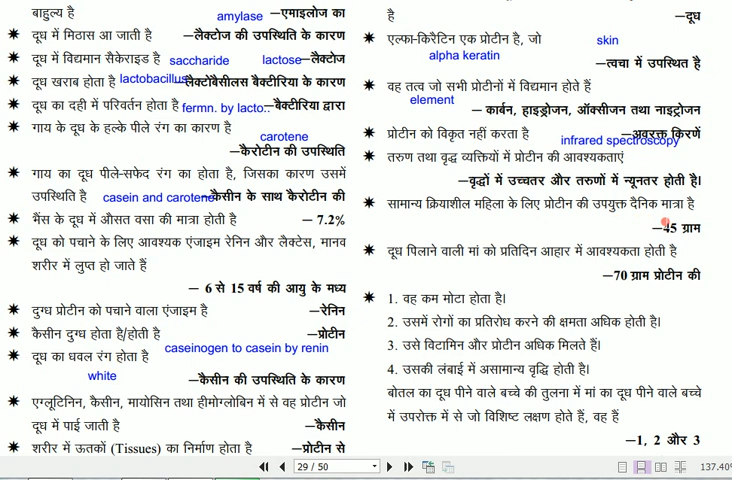 बाहुल्य है amylase –एमाइलोज का
✷ दूध में मिठास आ जाती है –लैक्टोज की उपस्थिति के कारण
✷ दूध में विद्यमान सैकेराइड है saccharide lactose –लैक्टोज
✷ दूध खराब होता है lactobacillus –लैक्टोबैसीलस बैक्टीरिया के कारण
✷ दूध का दही में परिवर्तन होता है fermn. by lacto.. –बैक्टीरिया द्वारा
✷ गाय के दूध के हल्के पीले रंग का कारण है
carotene
–कैरोटीन की उपस्थिति
✷ गाय का दूध पीले-सफेद रंग का होता है, जिसका कारण उसमें
उपस्थिति है casein and carotene –कैसीन के साथ कैरोटीन की
✷ भैंस के दूध में औसत वसा की मात्रा होती है – 7.2%
✷ दूध को पचाने के लिए आवश्यक एंजाइम रेनिन और लैक्टेस, मानव
शरीर में लुप्त हो जाते हैं
– 6 से 15 वर्ष की आयु के मध्य
✷ दुग्ध प्रोटीन को पचाने वाला एंजाइम है –रेनिन
✷ कैसीन दुग्ध होता है/होती है –प्रोटीन
caseinogen to casein by renin
✷ दूध का धवल रंग होता है
white
–कैसीन की उपस्थिति के कारण
✷ एग्लूटिनिन, कैसीन, मायोसिन तथा हीमोग्लोबिन में से वह प्रोटीन जो
दूध में पाई जाती है –कैसीन
✷ शरीर में ऊतकों (Tissues) का निर्माण होता है –प्रोटीन से
है –दूध
✷ एल्फा-किरैटिन एक प्रोटीन है, जो skin
alpha keratin
–त्वचा में उपस्थित है
✷ वह तत्व जो सभी प्रोटीनों में विद्यमान होते हैं
element
– कार्बन, हाइड्रोजन, ऑक्सीजन तथा नाइट्रोजन
✷ प्रोटीन को विकृत नहीं करता है –अवरक्त किरणें
infrared spectroscopy
✷ तरुण तथा वृद्ध व्यक्तियों में प्रोटीन की आवश्यकताएं
–वृद्धों में उच्चतर और तरुणों में न्यूनतर होती है।
✷ सामान्य क्रियाशील महिला के लिए प्रोटीन की उपयुक्त दैनिक मात्रा है
–45 ग्राम
✷ दूध पिलाने वाली मां को प्रतिदिन आहार में आवश्यकता होती है
–70 ग्राम प्रोटीन की
✷ 1. वह कम मोटा होता है।
2. उसमें रोगों का प्रतिरोध करने की क्षमता अधिक होती है।
3. उसे विटामिन और प्रोटीन अधिक मिलते हैं।
4. उसकी लंबाई में असामान्य वृद्धि होती है।
बोतल का दूध पीने वाले बच्चे की तुलना में मां का दूध पीने वाले बच्चे
में उपरोक्त में से जो विशिष्ट लक्षण होते हैं, वह हैं
–1, 2 और 3
29 / 50
137.40%